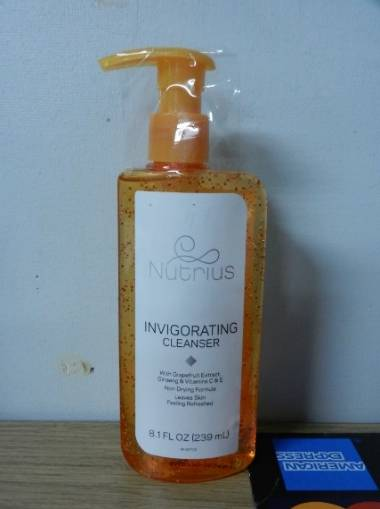 Nutrius
INVIGORATING
CLEANSER
With Grapefruit Extract,
Ginseng & Vitamins C & E
Non-Drying Formula
Leaves Skin
Feeling Refreshed
8.1 FL OZ (239 mL)
AMERICAN
EXPRESS